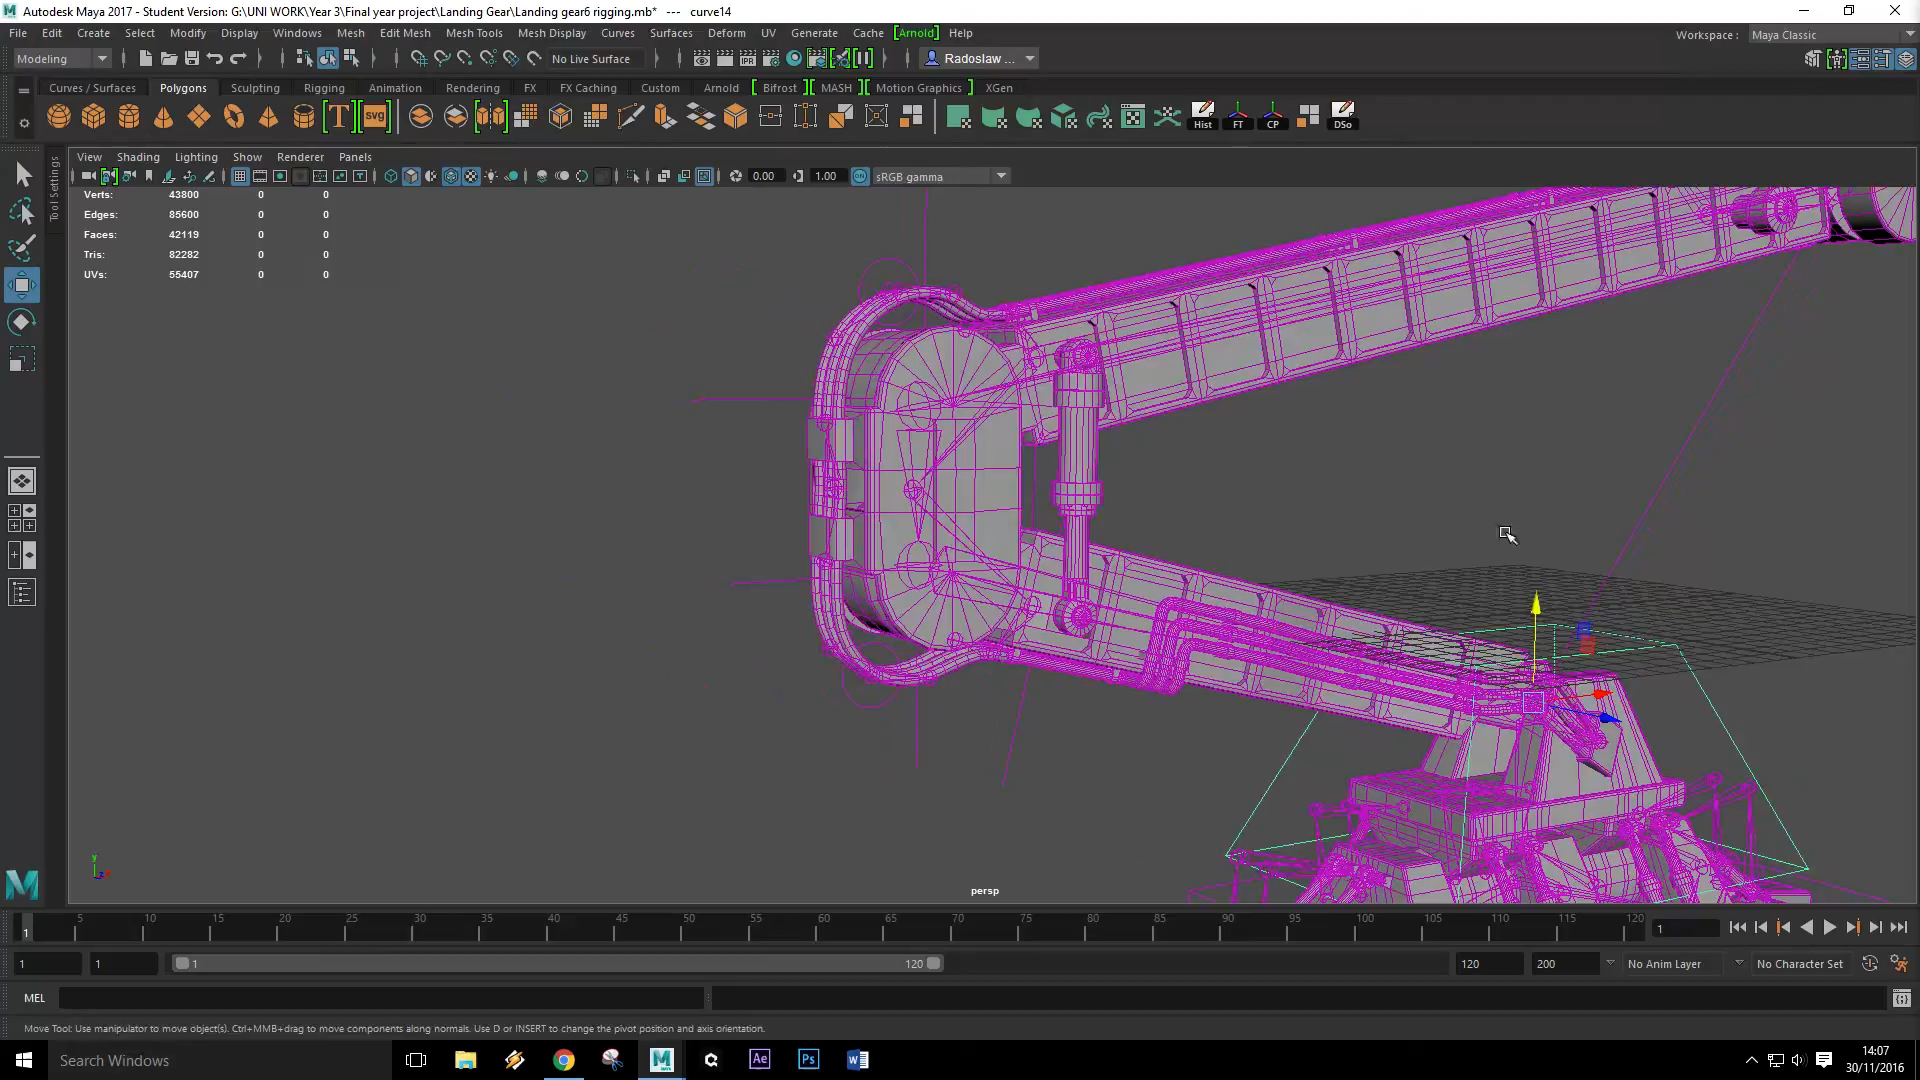 Autodesk Maya 2017 - Student Version: G:\UNI WORK\Year 3\Final year project\Landing Gear\Landing gear6 rigging.mb* --- curve14
File Edit Create Select Modify Display Windows Mesh Edit Mesh Mesh Tools Mesh Display Curves Surfaces Deform UV Generate Cache [Arnold] Help
Workspace : Maya Classic
Modeling No Live Surface IPR Radoslaw ...
Curves / Surfaces Polygons Sculpting Rigging Animation Rendering FX FX Caching Custom Arnold Bifrost MASH Motion Graphics XGen
T SVG Hist FT CP DSo
Tool Settings
View Shading Lighting Show Renderer Panels
0.00 1.00 ON sRGB gamma
Verts: 43800 0 0
Edges: 85600 0 0
Faces: 42119 0 0
Tris: 82282 0 0
UVs: 55407 0 0
y
z
persp
5 10 15 20 25 30 35 40 45 50 55 60 65 70 75 80 85 90 95 100 105 110 115 120
1 1
1 1 1 120 120 200 No Anim Layer No Character Set
MEL
Move Tool: Use manipulator to move object(s). Ctrl+MMB+drag to move components along normals. Use D or INSERT to change the pivot position and axis orientation.
Search Windows
Ae Ps W
14:07
30/11/2016